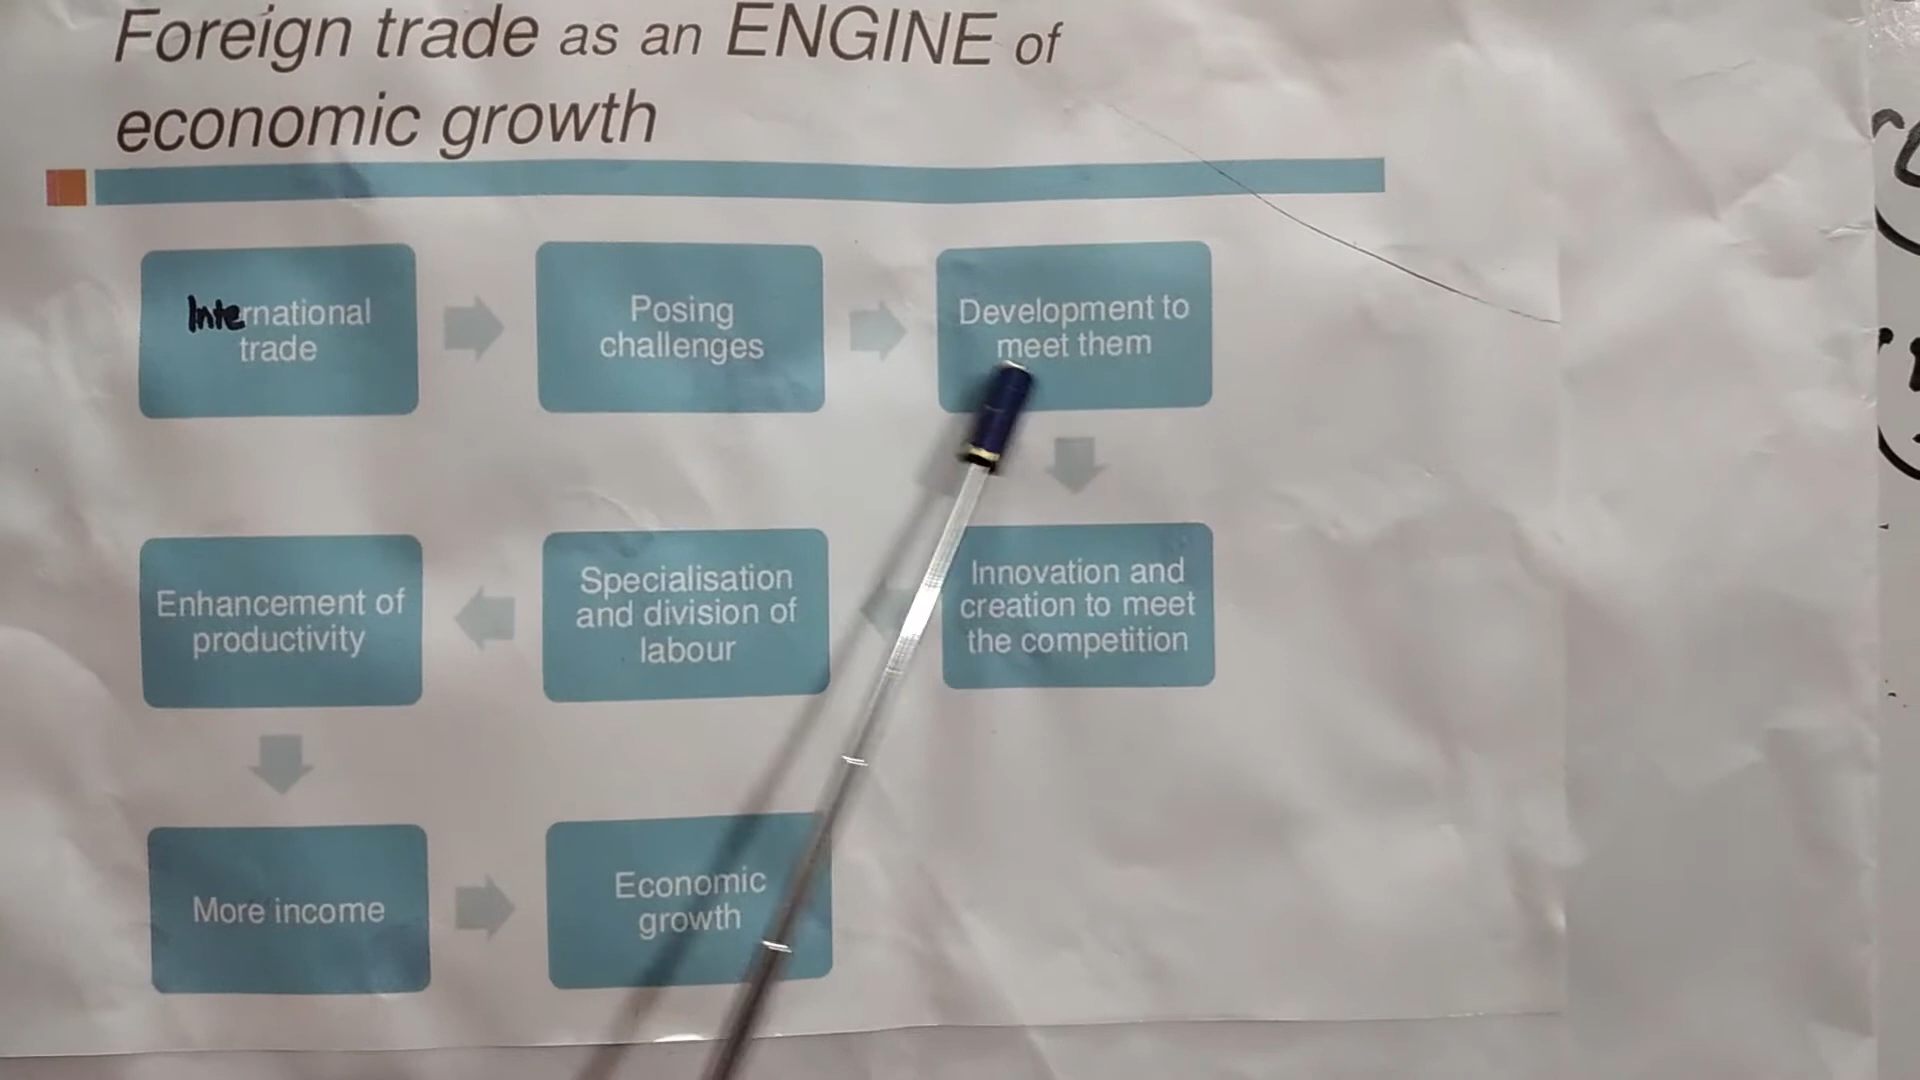 Foreign trade as an ENGINE of
economic growth
International
trade
Posing
challenges
Development to
meet them
Innovation and
creation to meet
the competition
Specialisation
and division of
labour
Enhancement of
productivity
More income
Economic
growth